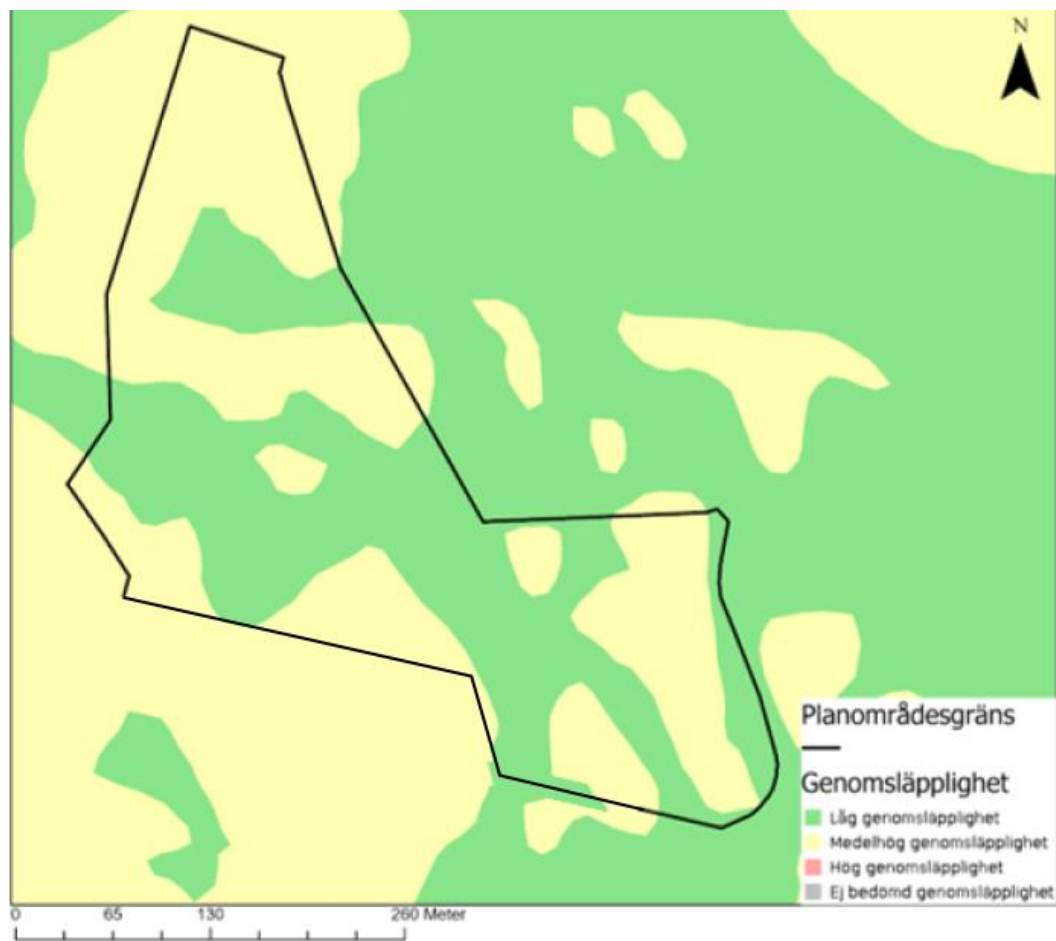 N
Planområdesgräns
Genomsläpplighet
Låg genomsläpplighet
Medelhög genomsläpplighet
Hög genomsläpplighet
Ej bedömd genomsläpplighet
0 65 130 260 Meter